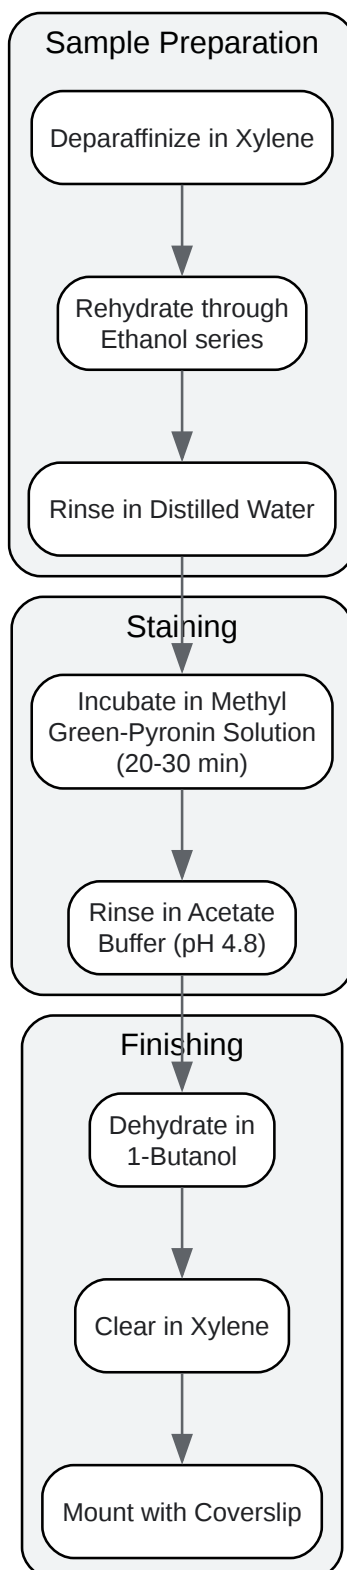 Sample Preparation
Deparaffinize in Xylene
Rehydrate through
Ethanol series
Rinse in Distilled Water
Staining
Incubate in Methyl
Green-Pyronin Solution
(20-30 min)
Rinse in Acetate
Buffer (pH 4.8)
Finishing
Dehydrate in
1-Butanol
Clear in Xylene
Mount with Coverslip